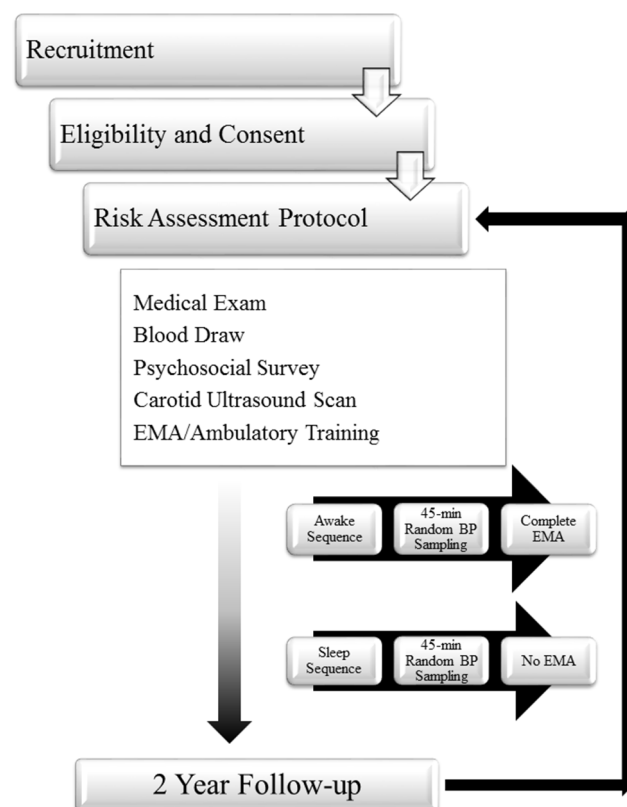 Recruitment
Eligibility and Consent
Risk Assessment Protocol
Medical Exam
Blood Draw
Psychosocial Survey
Carotid Ultrasound Scan
EMA/Ambulatory Training
Awake
Sequence
45-min
Random BP
Sampling
Complete
EMA
Sleep
Sequence
45-min
Random BP
Sampling
No EMA
2 Year Follow-up